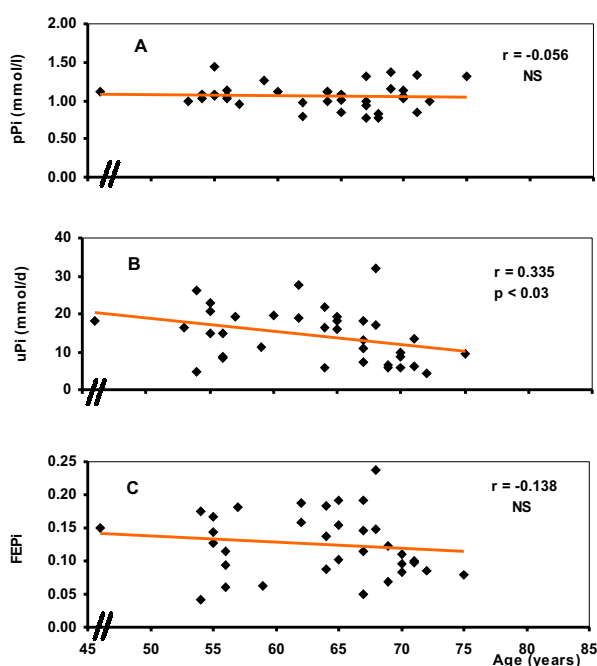 2.00
A
r = -0.056
NS
1.50
1.00
0.50
0.00
pPi (mmol/l)
40
B
r = 0.335
p < 0.03
30
20
10
0
uPi (mmol/d)
0.25
C
r = -0.138
NS
0.20
0.15
0.10
0.05
0.00
FEPi
45 50 55 60 65 70 75 80 85
Age (years)